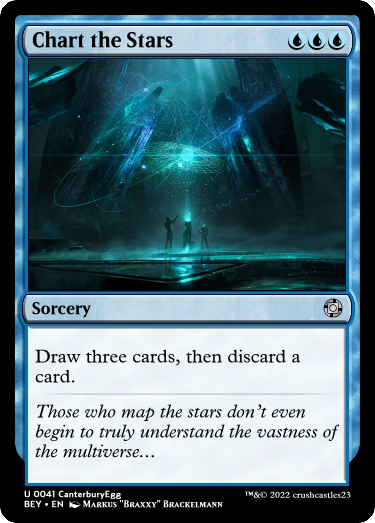 Chart the Stars
Sorcery
Draw three cards, then discard a
card.
Those who map the stars don't even
begin to truly understand the vastness of
the multiverse...
U 0041 CanterburyEgg
BEY • EN Markus "Braxxy" Brackelmann
™&© 2022 crushcastles23